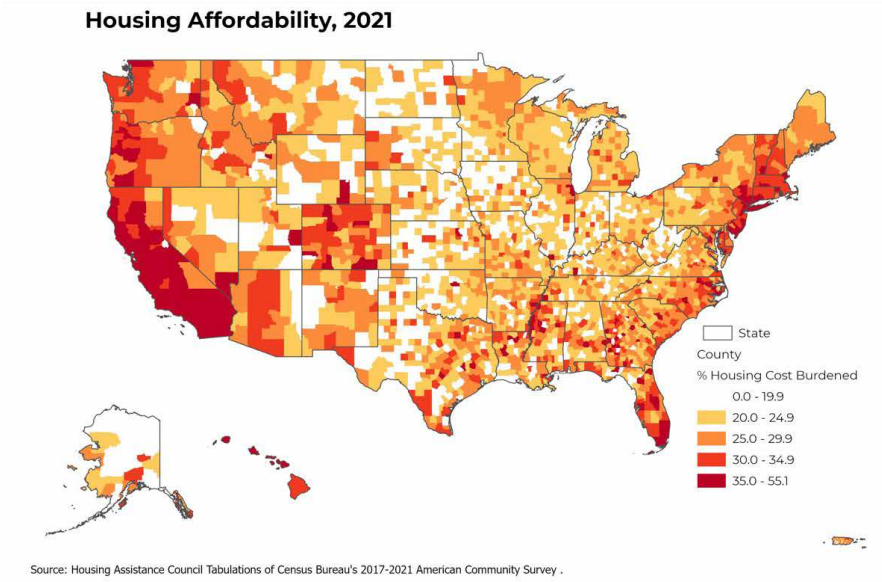 Housing Affordability, 2021
State
County
% Housing Cost Burdened
0.0 - 19.9
20.0 - 24.9
25.0 - 29.9
30.0 - 34.9
35.0 - 55.1
Source: Housing Assistance Council Tabulations of Census Bureau's 2017-2021 American Community Survey .